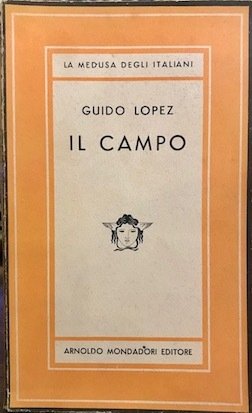 LA MEDUSA DEGLI ITALIANI
GUIDO LOPEZ
IL CAMPO
ARNOLDO MONDADORI EDITORE